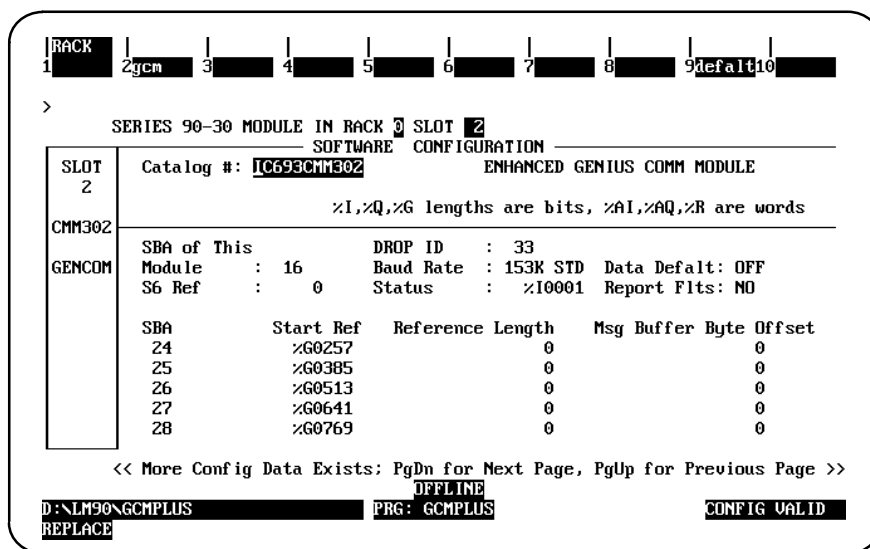 RACK
1 2gcm 3 4 5 6 7 8 9defalt10
>
SERIES 90-30 MODULE IN RACK 0 SLOT 2
SOFTWARE CONFIGURATION
SLOT Catalog #: IC693CMM302 ENHANCED GENIUS COMM MODULE
2
%I,%Q,%G lengths are bits, %AI,%AQ,%R are words
CMM302
SBA of This DROP ID : 33
GENCOM Module : 16 Baud Rate : 153K STD Data Defalt: OFF
S6 Ref : 0 Status : %I0001 Report Flts: NO
SBA Start Ref Reference Length Msg Buffer Byte Offset
24 %G0257 0 0
25 %G0385 0 0
26 %G0513 0 0
27 %G0641 0 0
28 %G0769 0 0
<< More Config Data Exists; PgDn for Next Page, PgUp for Previous Page >>
OFFLINE
D:\LM90\GCMPLUS PRG: GCMPLUS CONFIG VALID
REPLACE